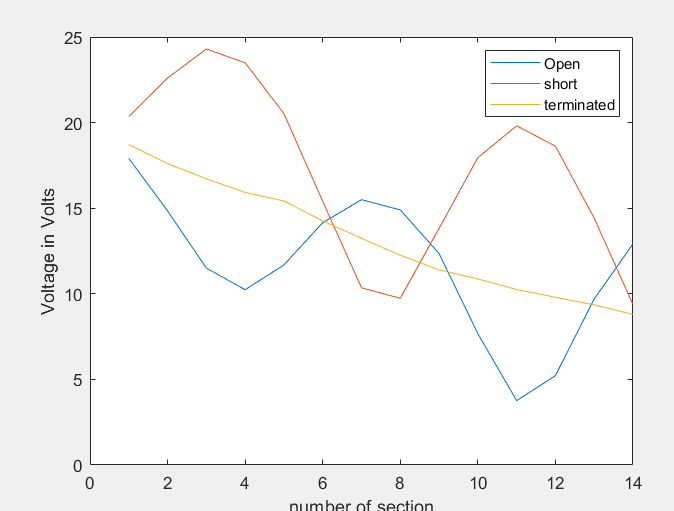 25
20
15
10
5
0
Voltage in Volts
Open
short
terminated
0 2 4 6 8 10 12 14
number of section